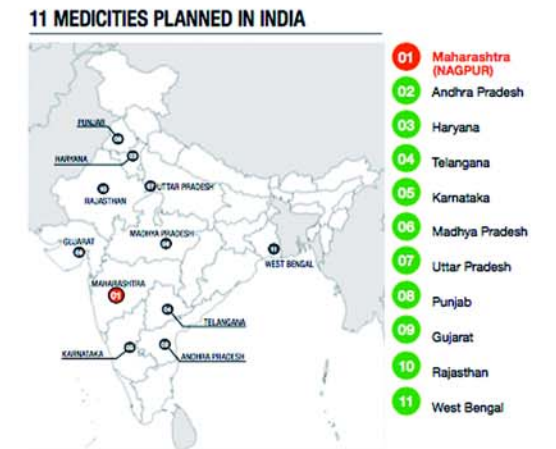 11 MEDICITIES PLANNED IN INDIA
PUNJAB
HARYANA
RAJASTHAN
UTTAR PRADESH
GUJARAT
MADHYA PRADESH
WEST BENGAL
MAHARASHTRA
01
TELANGANA
KARNATAKA
ANDHRA PRADESH
01 Maharashtra
(NAGPUR)
02 Andhra Pradesh
03 Haryana
04 Telangana
05 Karnataka
06 Madhya Pradesh
07 Uttar Pradesh
08 Punjab
09 Gujarat
10 Rajasthan
11 West Bengal